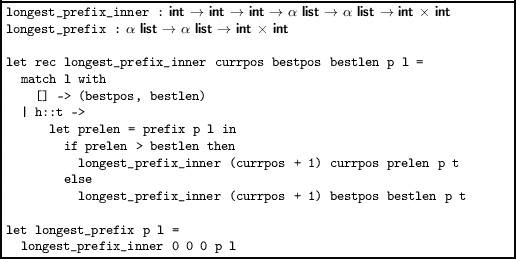 longest_prefix_inner : int → int → int → α list → α list → int × int
longest_prefix : α list → α list → int × int
let rec longest_prefix_inner currpos bestpos bestlen p l =
match l with
[] -> (bestpos, bestlen)
| h::t ->
let prelen = prefix p l in
if prelen > bestlen then
longest_prefix_inner (currpos + 1) currpos prelen p t
else
longest_prefix_inner (currpos + 1) bestpos bestlen p t
let longest_prefix p l =
longest_prefix_inner 0 0 0 p l